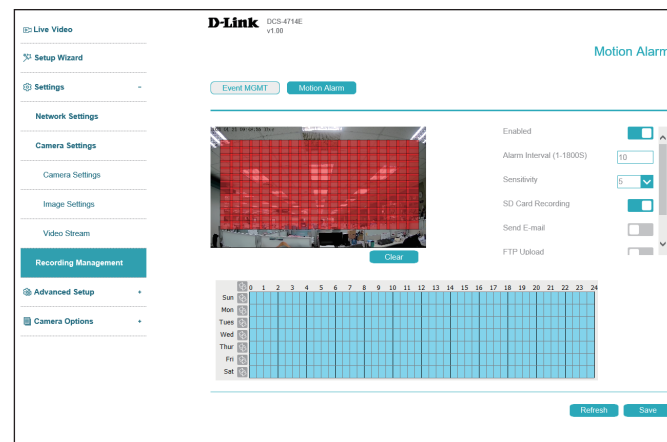 D-Link DCS-4714E
v1.00
Live Video
Setup Wizard
Settings -
Network Settings
Camera Settings
Camera Settings
Image Settings
Video Stream
Recording Management
Advanced Setup +
Camera Options +
Motion Alarm
Event MGMT Motion Alarm
Enabled
Alarm Interval (1-1800S) 10
Sensitivity 5
SD Card Recording
Send E-mail
FTP Upload
Clear
0 1 2 3 4 5 6 7 8 9 10 11 12 13 14 15 16 17 18 19 20 21 22 23 24
Sun
Mon
Tues
Wed
Thur
Fri
Sat
Refresh Save